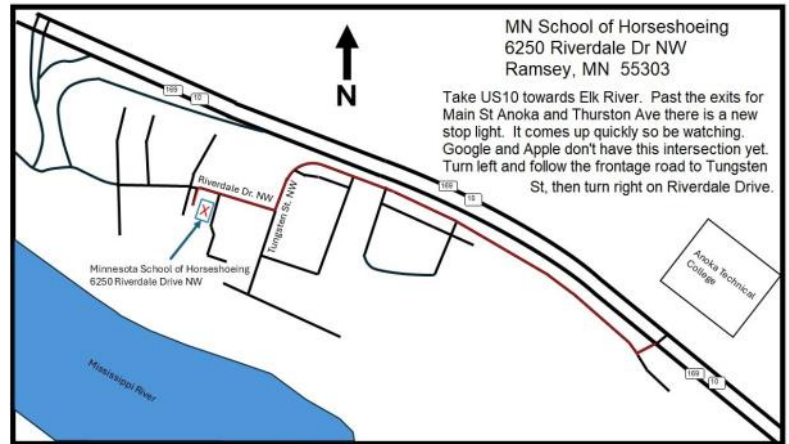 MN School of Horseshoeing
6250 Riverdale Dr NW
Ramsey, MN  55303
Take US10 towards Elk River.  Past the exits for
Main St Anoka and Thurston Ave there is a new
stop light.  It comes up quickly so be watching.
Google and Apple don't have this intersection yet.
Turn left and follow the frontage road to Tungsten
St, then turn right on Riverdale Drive.
N
169
10
Riverdale Dr. NW
Tungsten St. NW
X
169
10
Minnesota School of Horseshoeing
6250 Riverdale Drive NW
Anoka Technical
College
Mississippi River
169
10